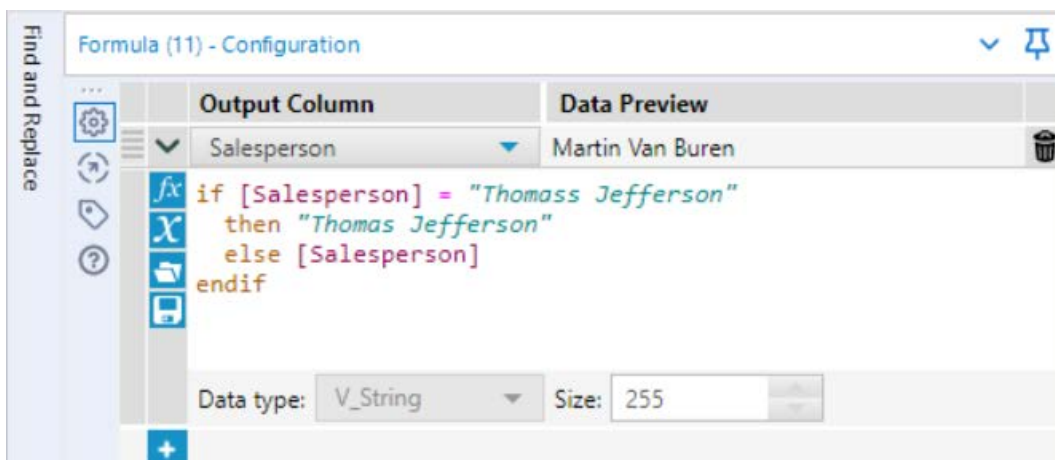 Find and Replace
Formula (11) - Configuration
Output Column Data Preview
Salesperson Martin Van Buren
fx if [Salesperson] = "Thomass Jefferson"
X then "Thomas Jefferson"
else [Salesperson]
endif
Data type: V_String Size: 255